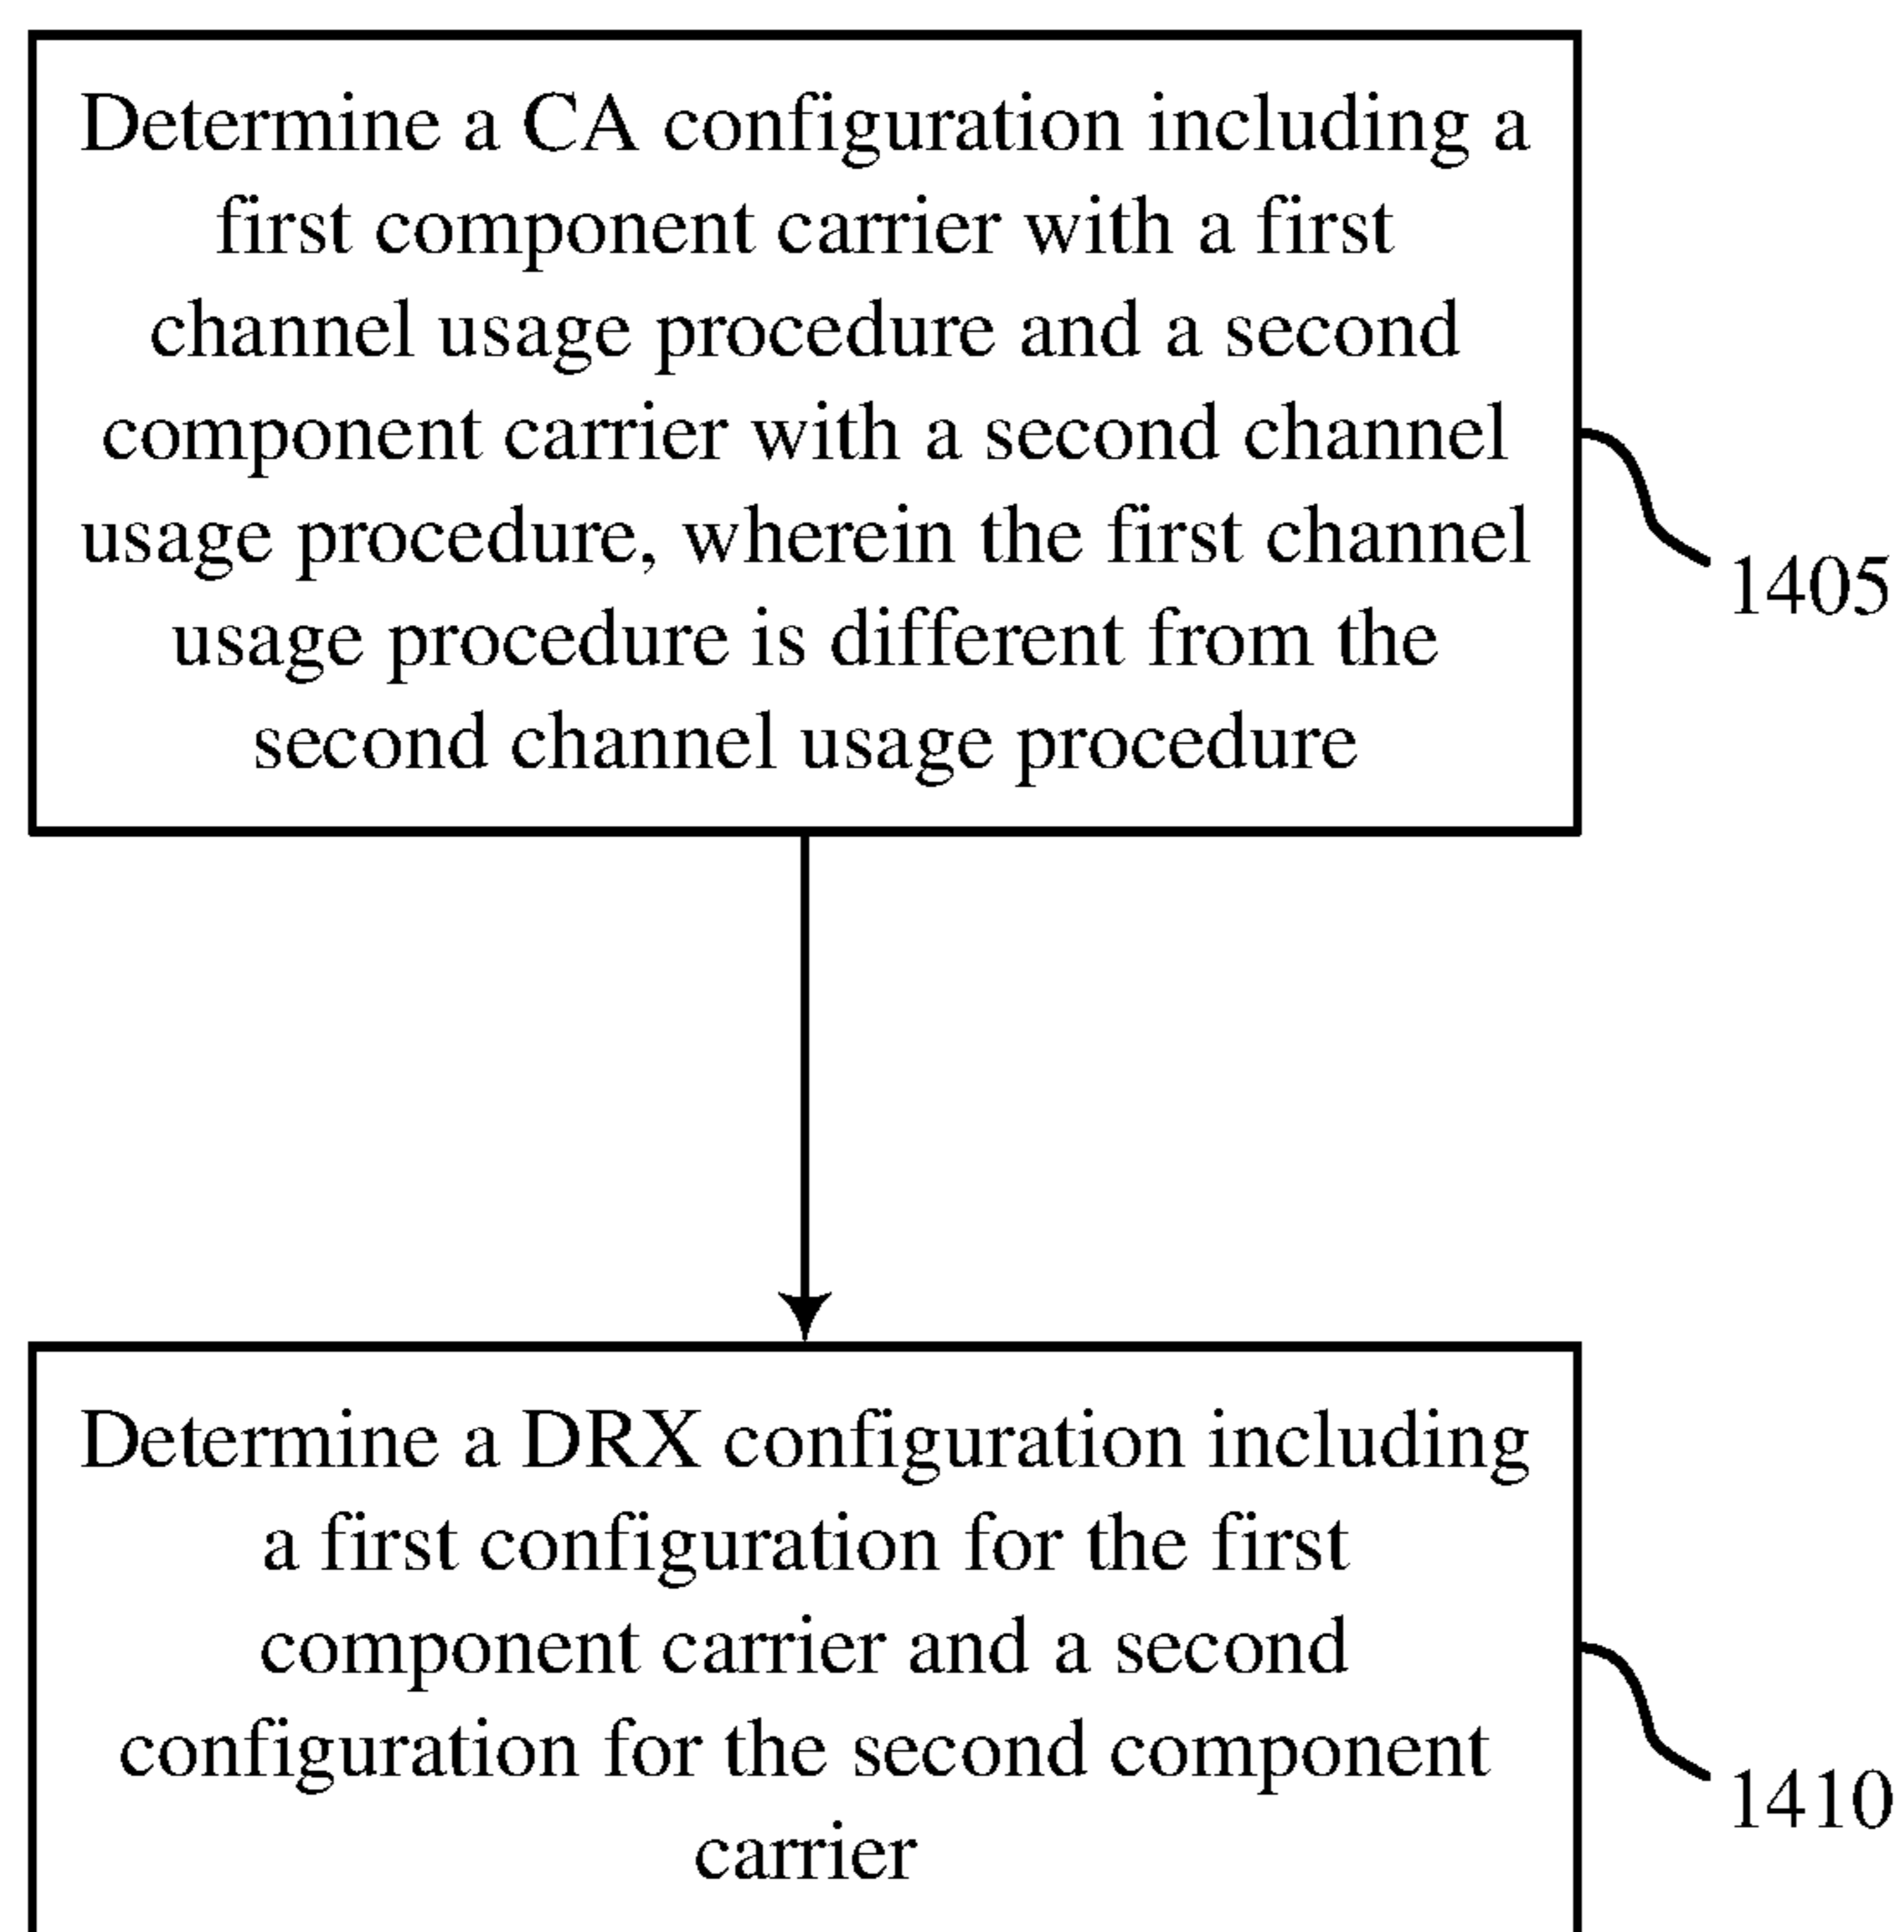 Determine a CA configuration including a
first component carrier with a first
channel usage procedure and a second
component carrier with a second channel
usage procedure, wherein the first channel
usage procedure is different from the
second channel usage procedure
1405
Determine a DRX configuration including
a first configuration for the first
component carrier and a second
configuration for the second component
carrier
1410